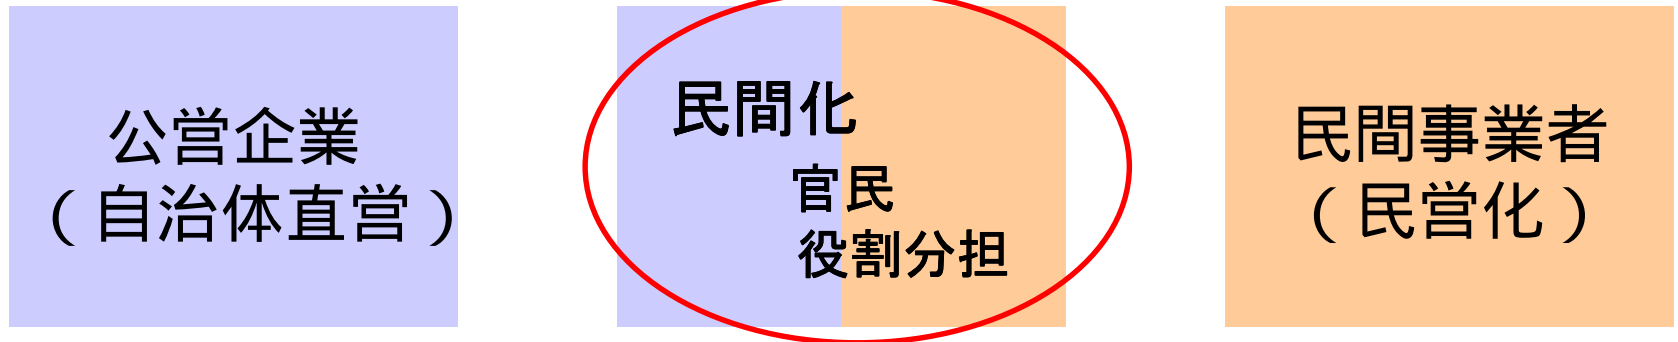 公営企業
（自治体直営）
民間化
官民
役割分担
民間事業者
（民営化）